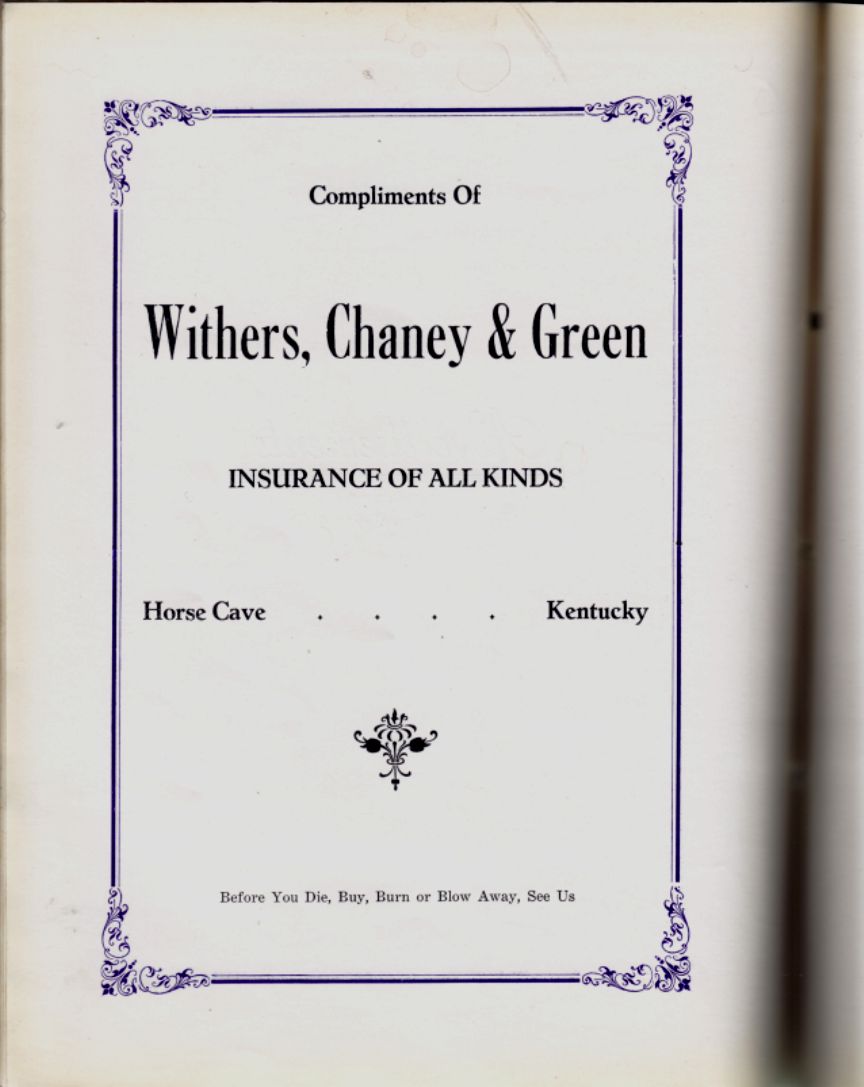 Compliments Of
Withers, Chaney & Green
INSURANCE OF ALL KINDS
Horse Cave . . . . Kentucky
Before You Die, Buy, Burn or Blow Away, See Us